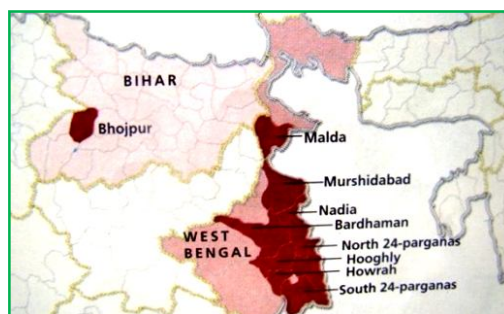 BIHAR
Bhojpur
Malda
Murshidabad
Nadia
Bardhaman
WEST
BENGAL
North 24-parganas
Hooghly
Howrah
South 24-parganas